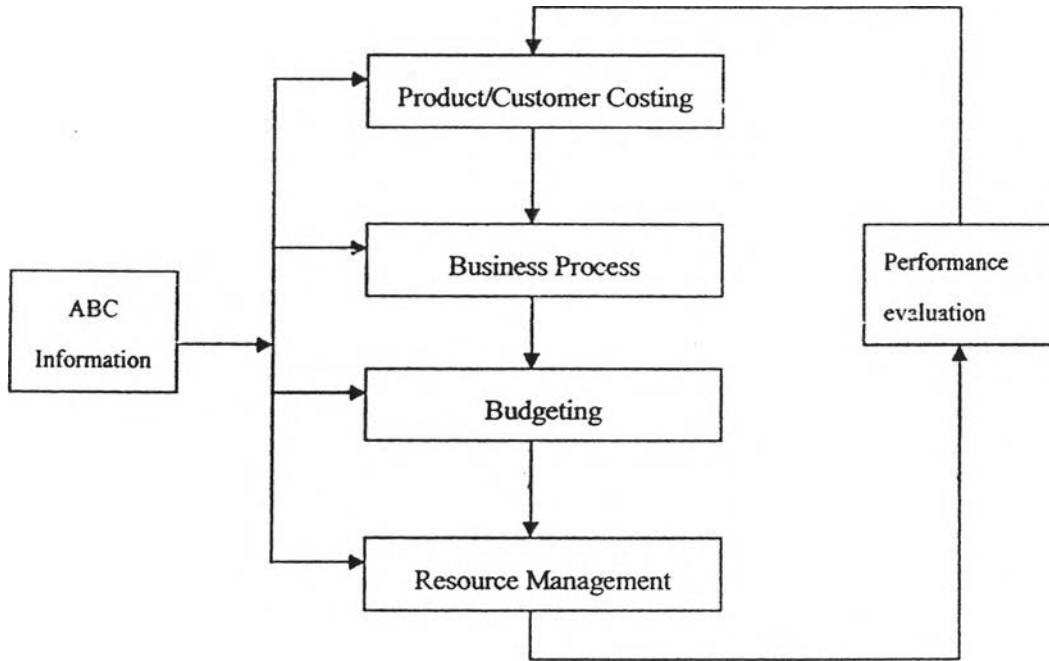 Product/Customer Costing
Business Process
ABC
Information
Budgeting
Resource Management
Performance
evaluation